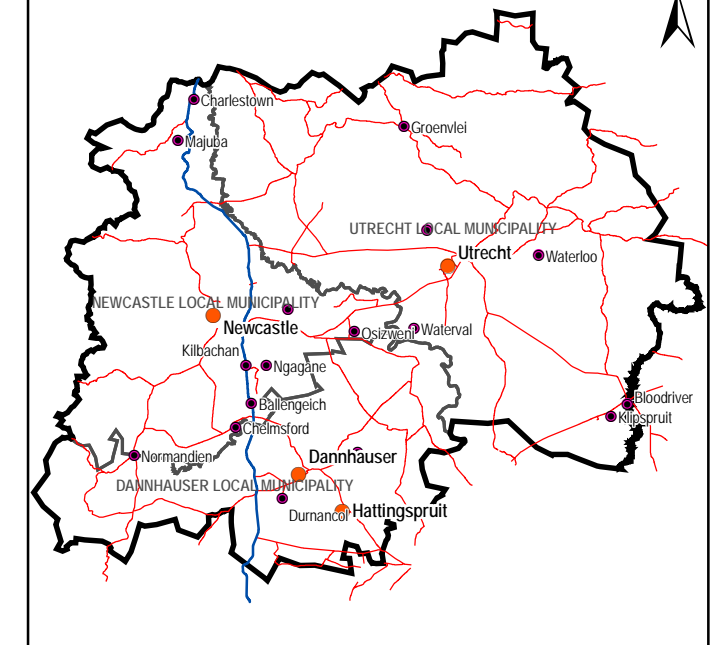 Charlestown
Groenvlei
Majuba
UTRECHT LOCAL MUNICIPALITY
Utrecht
Waterloo
NEWCASTLE LOCAL MUNICIPALITY
Newcastle
Osizweni
Waterval
Kilbachan
Ngagane
Bloodriver
Ballengeich
Klipspruit
Chelmsford
Normandien
Dannhauser
DANNHAUSER LOCAL MUNICIPALITY
Durnancol
Hattingspruit